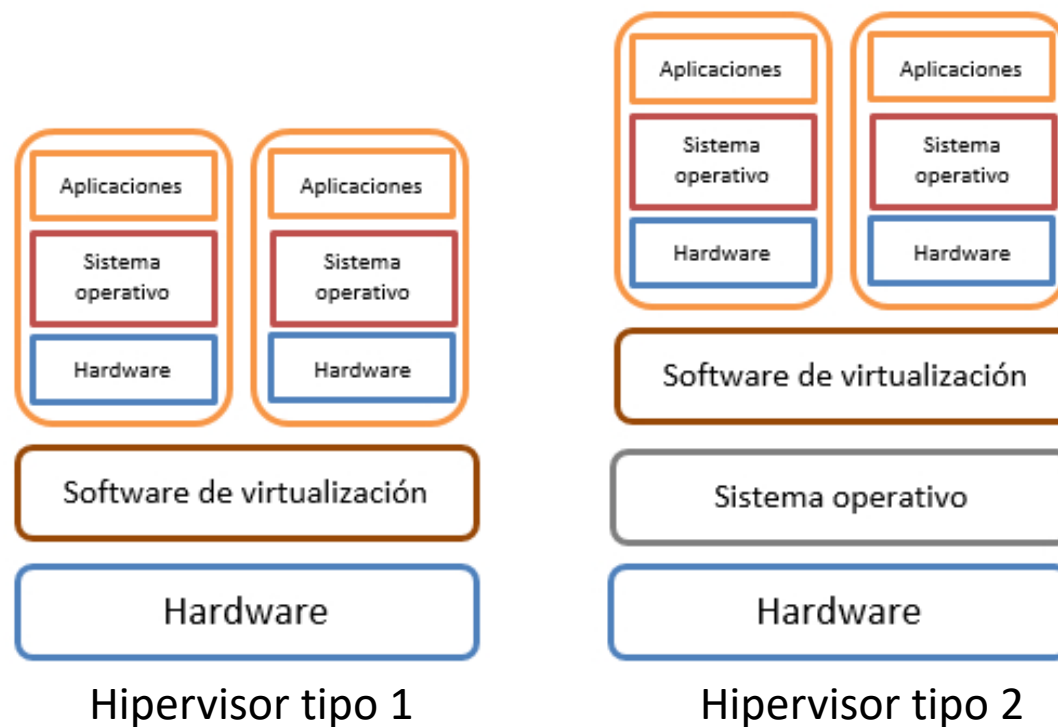 Aplicaciones
Sistema
operativo
Hardware
Aplicaciones
Sistema
operativo
Hardware
Software de virtualización
Hardware
Hipervisor tipo 1
Aplicaciones
Sistema
operativo
Hardware
Aplicaciones
Sistema
operativo
Hardware
Software de virtualización
Sistema operativo
Hardware
Hipervisor tipo 2